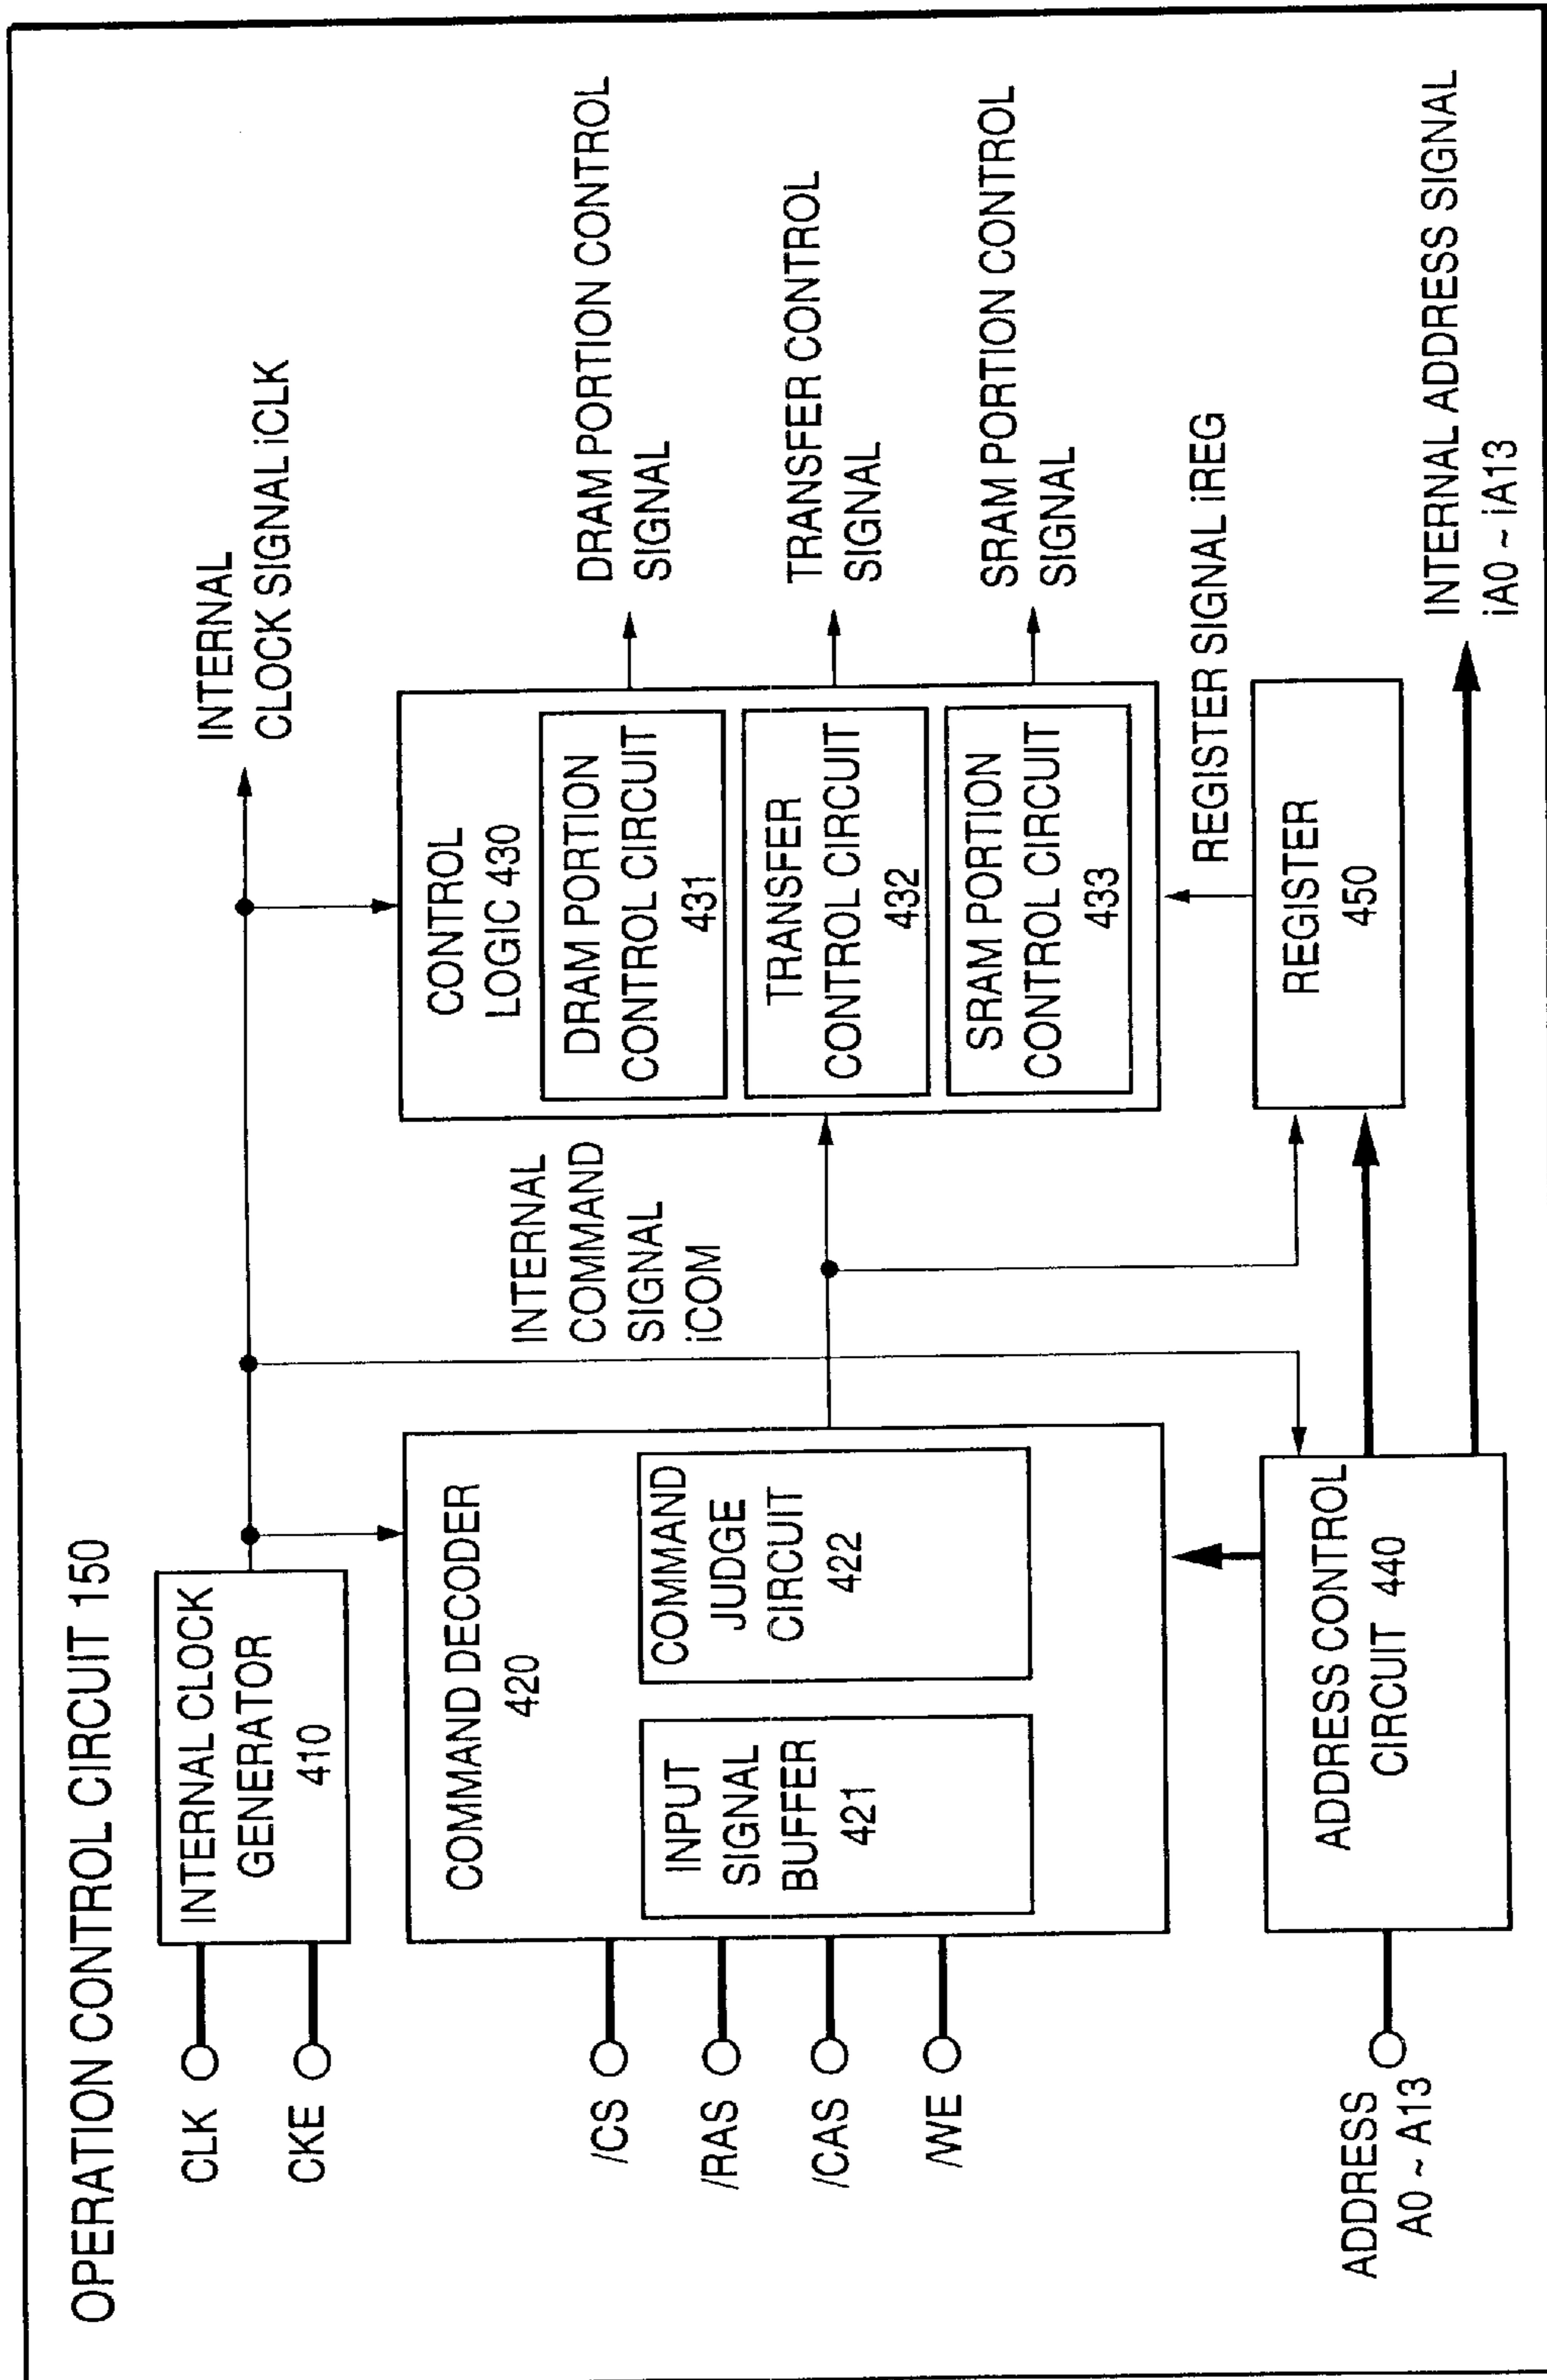 OPERATION CONTROL CIRCUIT 150
CLK
CKE
INTERNAL CLOCK
GENERATOR
410
INTERNAL
CLOCK SIGNAL iCLK
/CS
/RAS
/CAS
/WE
COMMAND DECODER
420
INPUT
SIGNAL
BUFFER
421
COMMAND
JUDGE
CIRCUIT
422
INTERNAL
COMMAND
SIGNAL
iCOM
CONTROL
LOGIC 430
DRAM PORTION
CONTROL CIRCUIT
431
TRANSFER
CONTROL CIRCUIT
432
SRAM PORTION
CONTROL CIRCUIT
433
DRAM PORTION CONTROL
SIGNAL
TRANSFER CONTROL
SIGNAL
SRAM PORTION CONTROL
SIGNAL
REGISTER SIGNAL iREG
ADDRESS
A0 ~ A13
ADDRESS CONTROL
CIRCUIT 440
REGISTER
450
INTERNAL ADDRESS SIGNAL
iA0 ~ iA13